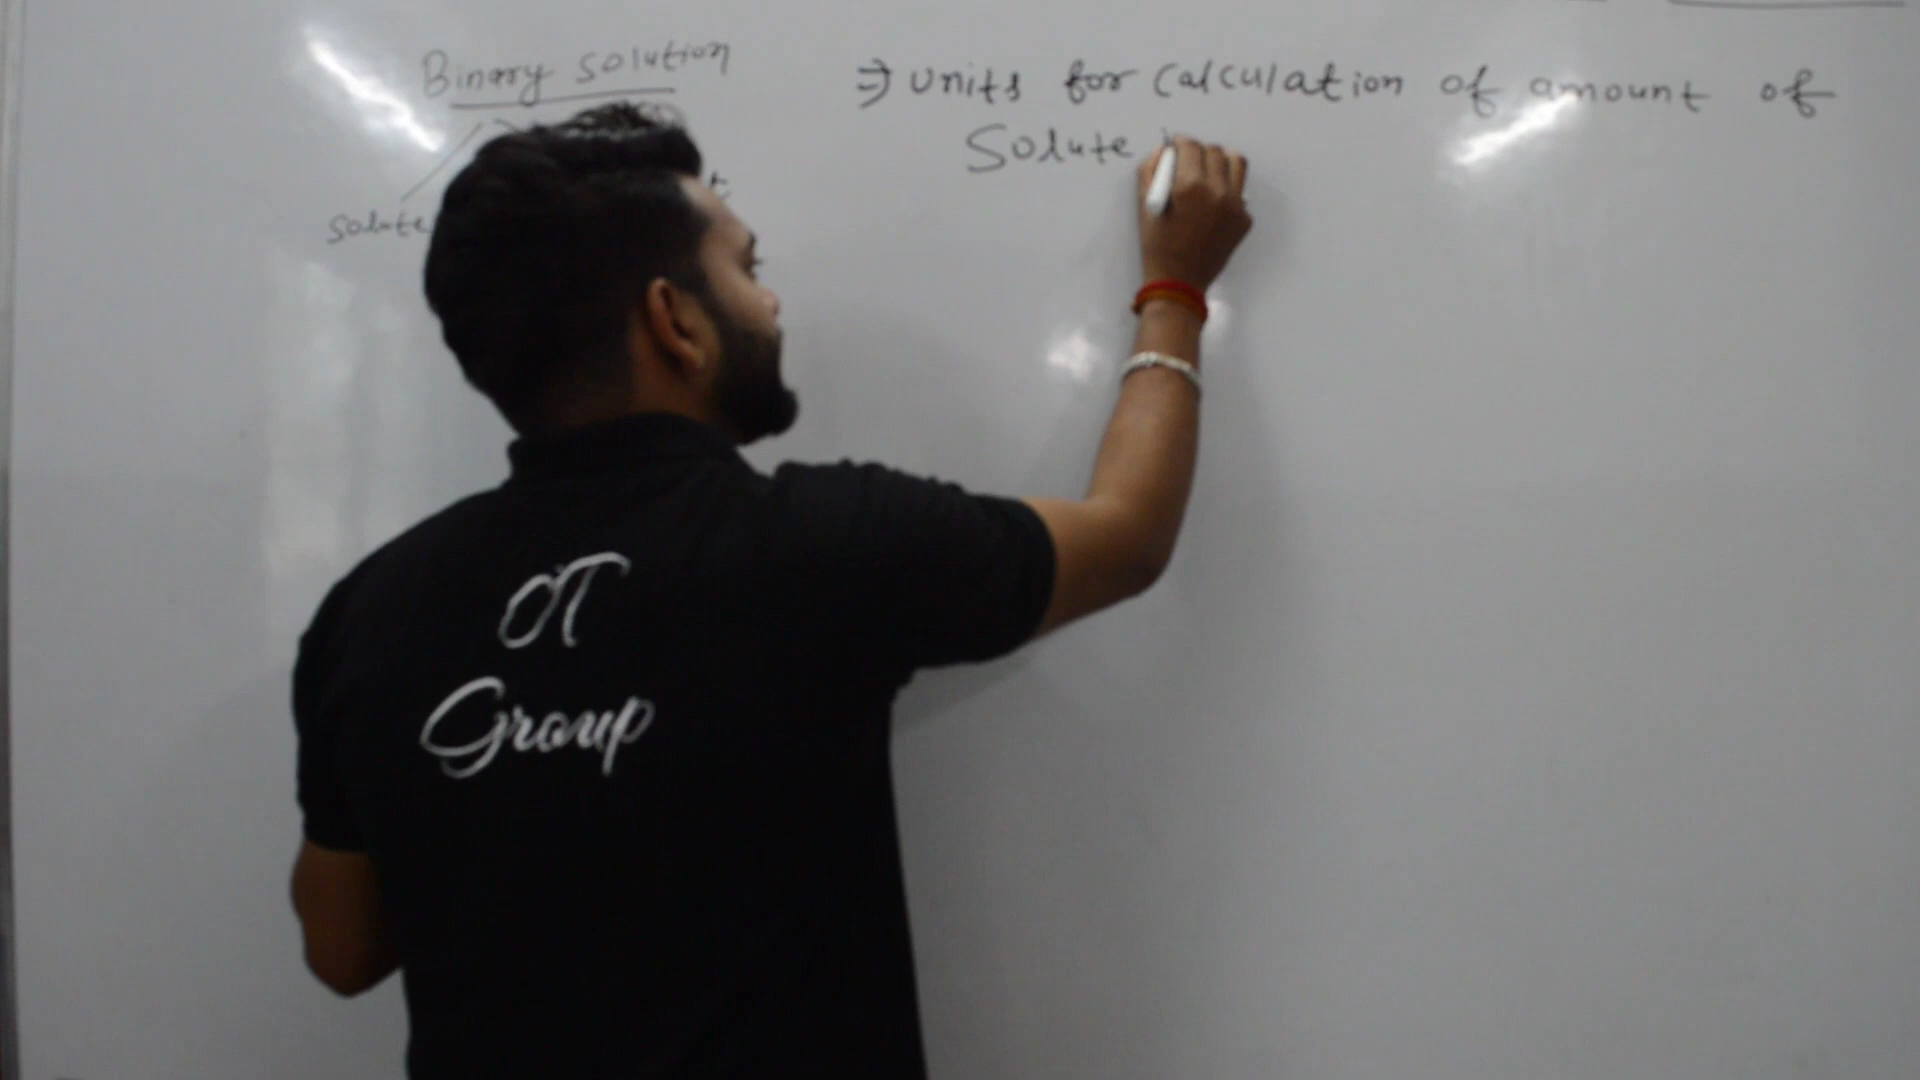 Binary solution
solute
⇒ units for calculation of amount of
Solute
OT
Group